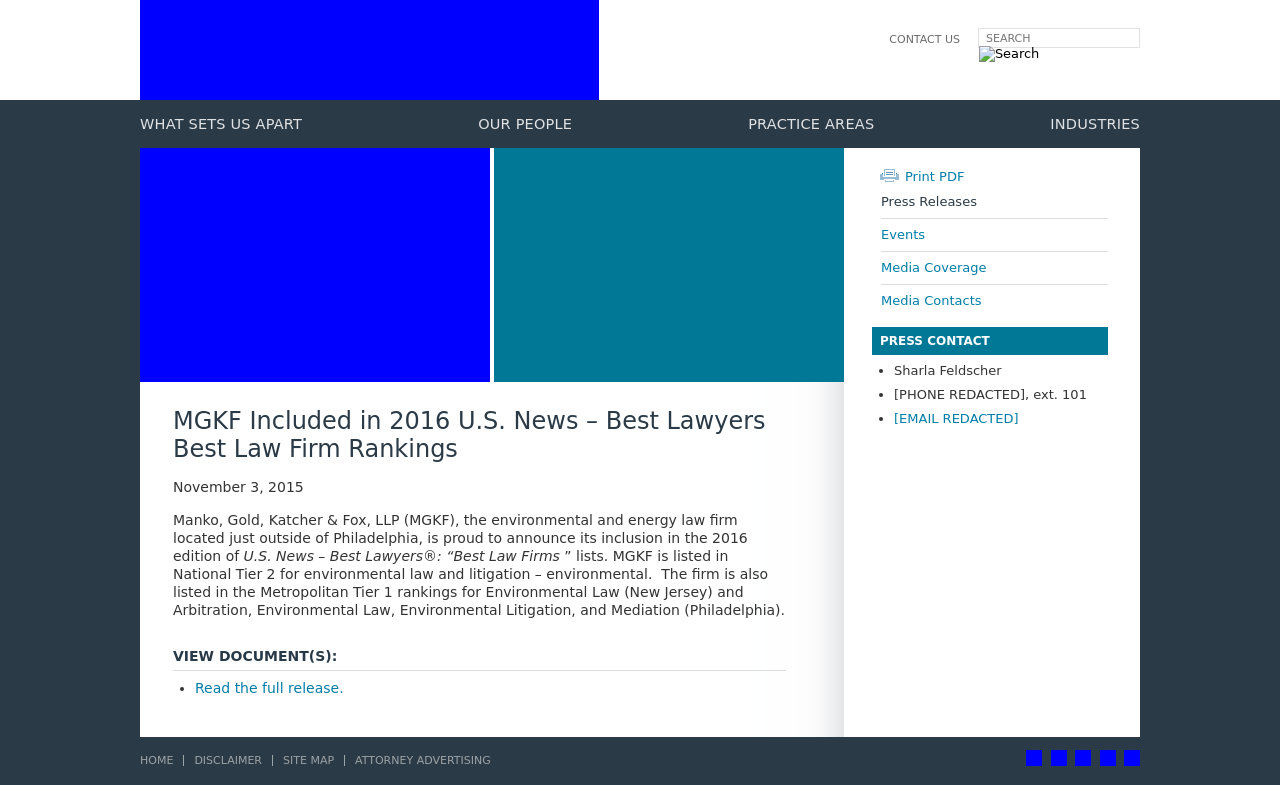 CONTACT US
SEARCH
Search
WHAT SETS US APART
OUR PEOPLE
PRACTICE AREAS
INDUSTRIES
Print PDF
Press Releases
Events
Media Coverage
Media Contacts
PRESS CONTACT
Sharla Feldscher
[PHONE REDACTED], ext. 101
[EMAIL REDACTED]
MGKF Included in 2016 U.S. News – Best Lawyers
Best Law Firm Rankings
November 3, 2015
Manko, Gold, Katcher & Fox, LLP (MGKF), the environmental and energy law firm
located just outside of Philadelphia, is proud to announce its inclusion in the 2016
edition of U.S. News – Best Lawyers®: “Best Law Firms ” lists. MGKF is listed in
National Tier 2 for environmental law and litigation – environmental.  The firm is also
listed in the Metropolitan Tier 1 rankings for Environmental Law (New Jersey) and
Arbitration, Environmental Law, Environmental Litigation, and Mediation (Philadelphia).
VIEW DOCUMENT(S):
Read the full release.
HOME
DISCLAIMER
SITE MAP
ATTORNEY ADVERTISING